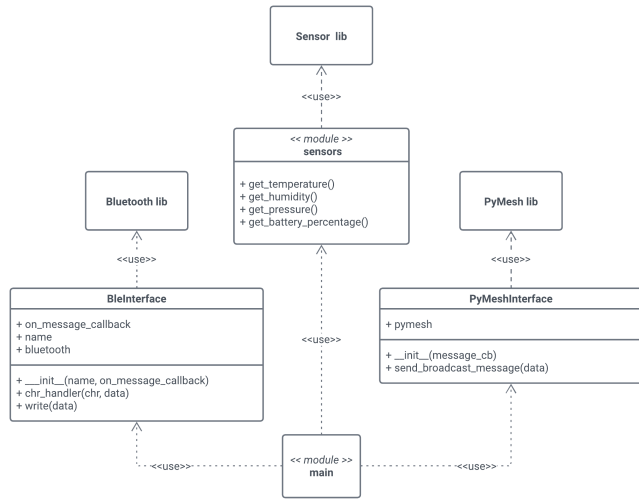 Sensor lib
<<use>>
<< module >>
sensors
+ get_temperature()
+ get_humidity()
+ get_pressure()
+ get_battery_percentage()
Bluetooth lib
PyMesh lib
<<use>>
<<use>>
BleInterface
+ on_message_callback
+ name
+ bluetooth
+ ___init__(name, on_message_callback)
+ chr_handler(chr, data)
+ write(data)
<<use>>
PyMeshInterface
+ pymesh
+ __init__(message_cb)
+ send_broadcast_message(data)
<<use>>
<< module >>
main
<<use>>